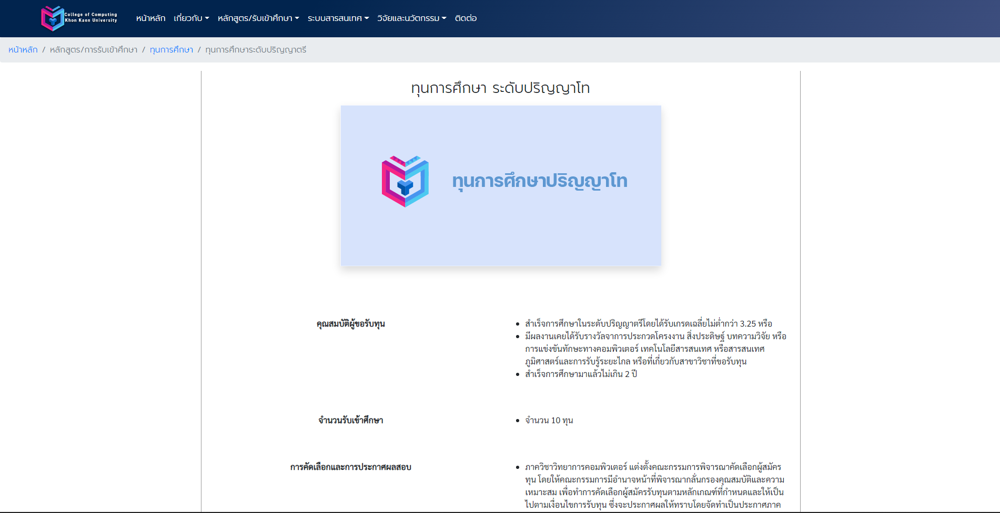 College of Computing
Khon Kaen University
หน้าหลัก เกี่ยวกับ หลักสูตร/รับเข้าศึกษา ระบบสารสนเทศ วิจัยและนวัตกรรม ติดต่อ
หน้าหลัก / หลักสูตร/การรับเข้าศึกษา / ทุนการศึกษา / ทุนการศึกษาระดับปริญญาตรี
ทุนการศึกษา ระดับปริญญาโท
ทุนการศึกษาปริญญาโท
คุณสมบัติผู้ขอรับทุน
สำเร็จการศึกษาในระดับปริญญาตรีโดยได้รับเกรดเฉลี่ยไม่ต่ำกว่า 3.25 หรือ
มีผลงานเคยได้รับรางวัลจาการประกวดโครงงาน สิ่งประดิษฐ์ บทความวิจัย หรือ
การแข่งขันทักษะทางคอมพิวเตอร์ เทคโนโลยีสารสนเทศ หรือสารสนเทศ
ภูมิศาสตร์และการรับรู้ระยะไกล หรือที่เกี่ยวกับสาขาวิชาที่ขอรับทุน
สำเร็จการศึกษามาแล้วไม่เกิน 2 ปี
จำนวนรับเข้าศึกษา
จำนวน 10 ทุน
การคัดเลือกและการประกาศผลสอบ
ภาควิชาวิทยาการคอมพิวเตอร์ แต่งตั้งคณะกรรมการพิจารณาคัดเลือกผู้สมัคร
ทุน โดยให้คณะกรรมการมีอำนาจหน้าที่พิจารณากลั่นกรองคุณสมบัติและความ
เหมาะสม เพื่อทำการคัดเลือกผู้สมัครรับทุนตามหลักเกณฑ์ที่กำหนดและให้เป็น
ไปตามเงื่อนไขการรับทุน ซึ่งจะประกาศผลให้ทราบโดยจัดทำเป็นประกาศภาค